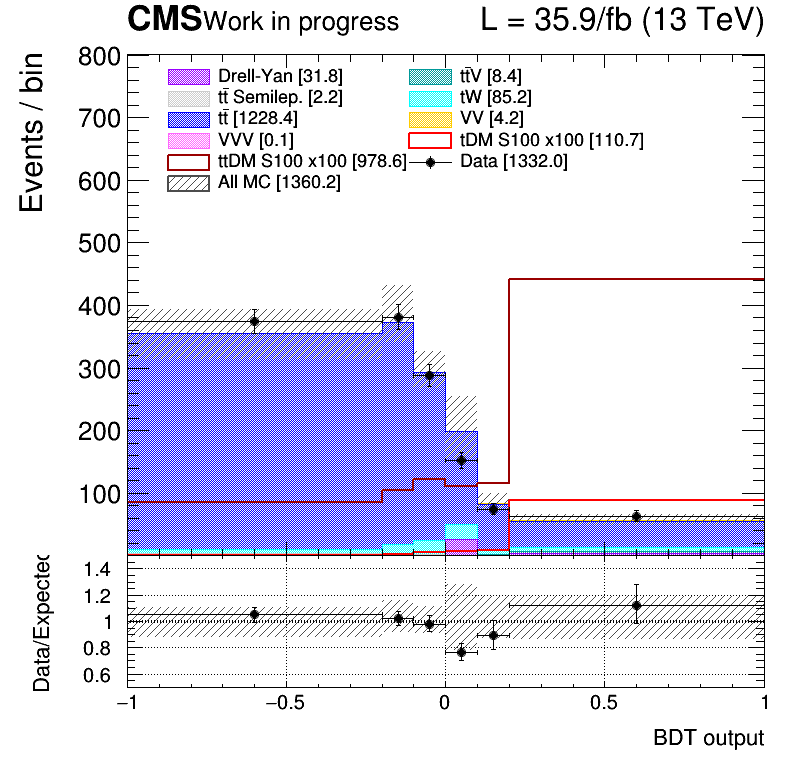 CMS Work in progress L = 35.9/fb (13 TeV)
Events / bin
800
700
600
500
400
300
200
100
Drell-Yan [31.8]
tt̄V [8.4]
tt̄ Semilep. [2.2]
tW [85.2]
tt̄ [1228.4]
VV [4.2]
VVV [0.1]
tDM S100 x100 [110.7]
ttDM S100 x100 [978.6]
Data [1332.0]
All MC [1360.2]
Data/Expected
1.4
1.2
1
0.8
0.6
−1 −0.5 0 0.5 1
BDT output